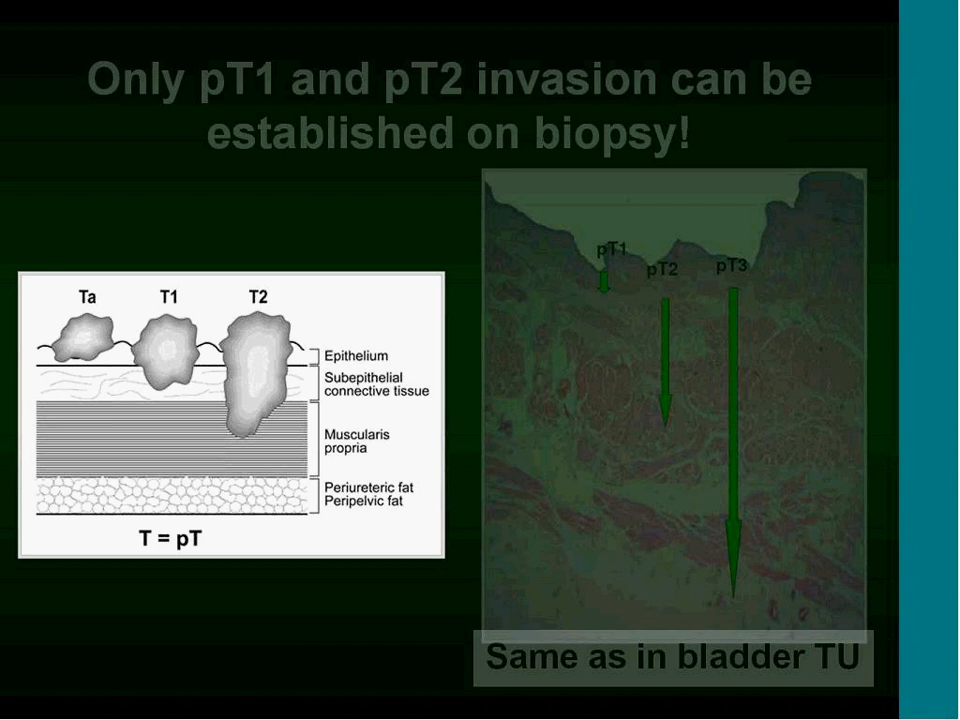 Only pT1 and pT2 invasion can be
established on biopsy!
Ta T1 T2
Epithelium
Subepithelial
connective tissue
Muscularis
propria
Periureteric fat
Peripelvic fat
T = pT
pT1
pT2
pT3
Same as in bladder TU